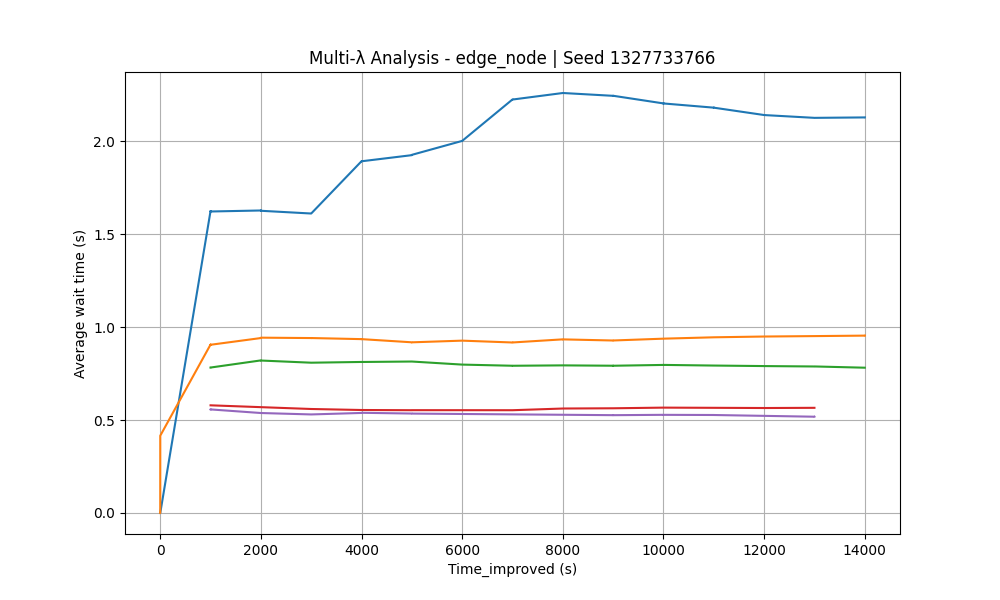 Multi-λ Analysis - edge_node | Seed 1327733766
Average wait time (s)
2.0
1.5
1.0
0.5
0.0
0 2000 4000 6000 8000 10000 12000 14000
Time_improved (s)